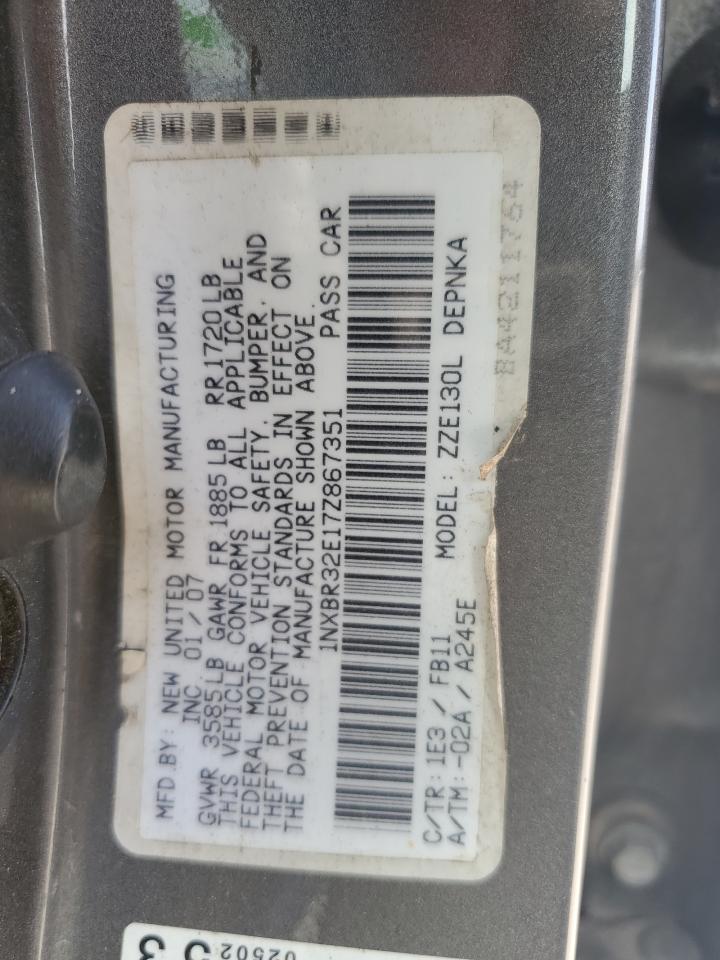 MFD.BY: NEW UNITED MOTOR MANUFACTURING
INC. 01/07
GVWR 3585LB GAWR FR 1885LB RR1720LB
THIS VEHICLE CONFORMS TO ALL APPLICABLE
FEDERAL MOTOR VEHICLE SAFETY, BUMPER, AND
THEFT PREVENTION STANDARDS IN EFFECT ON
THE DATE OF MANUFACTURE SHOWN ABOVE.
1NXBR32E17Z867351 PASS CAR
C/TR: 1E3 / FB11 MODEL: ZZE130L DEPNKA
A/TM: -02A / A245E
02502